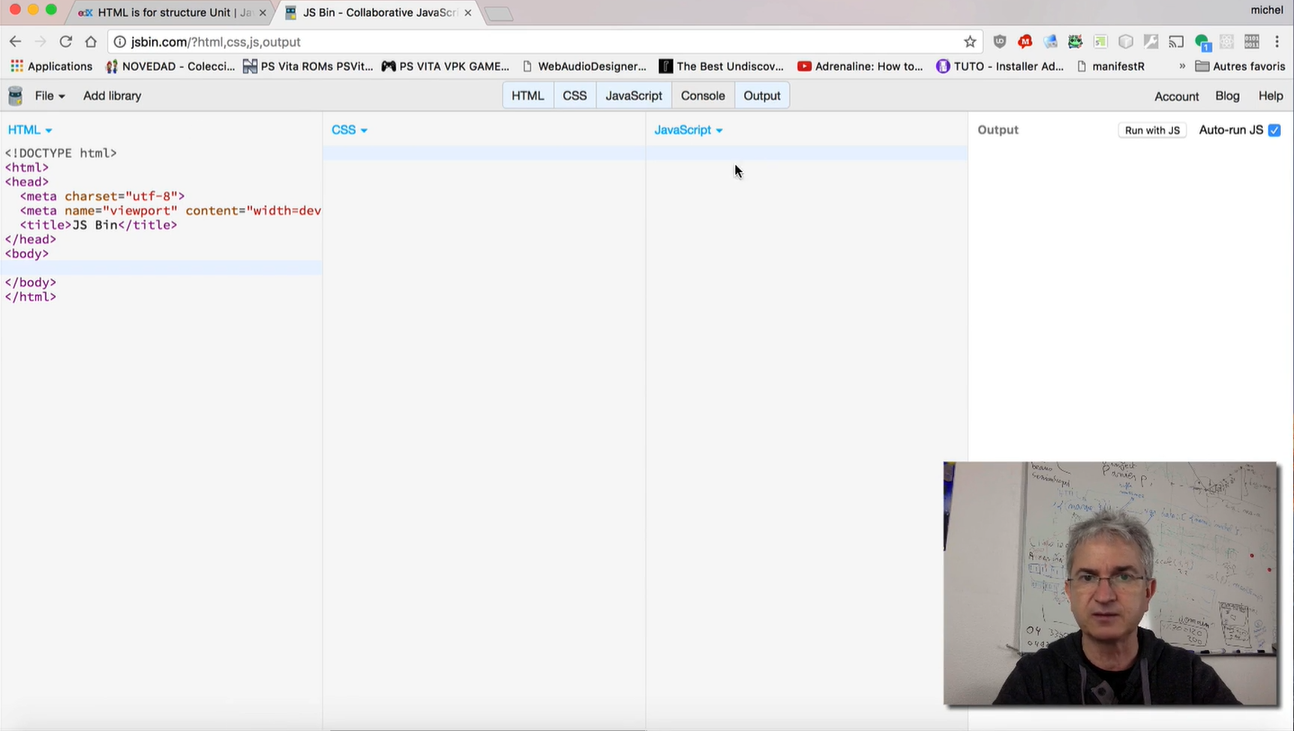 HTML is for structure Unit | Ja
JS Bin - Collaborative JavaScri
michel
jsbin.com/?html,css,js,output
Applications
NOVEDAD - Colecci...
PS Vita ROMs PSVit...
PS VITA VPK GAME...
WebAudioDesigner...
The Best Undiscov...
Adrenaline: How to...
TUTO - Installer Ad...
manifestR
»
Autres favoris
File
Add library
HTML
CSS
JavaScript
Console
Output
Account
Blog
Help
HTML
CSS
JavaScript
Output
Run with JS
Auto-run JS
<!DOCTYPE html>
<html>
<head>
<meta charset="utf-8">
<meta name="viewport" content="width=dev
<title>JS Bin</title>
</head>
<body>
</body>
</html>